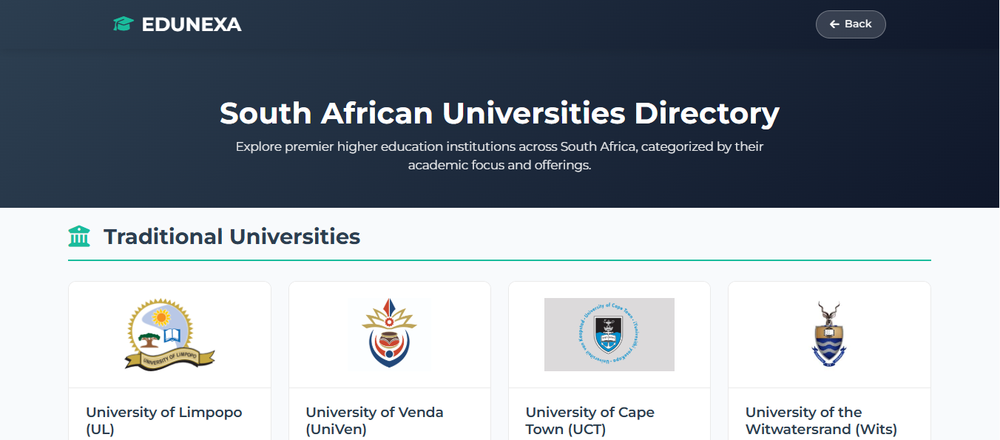 EDUNEXA
Back
South African Universities Directory
Explore premier higher education institutions across South Africa, categorized by their
academic focus and offerings.
Traditional Universities
UNIVERSITY OF LIMPOPO
University of Cape Town · iYunivesithi yaseKapa · Universiteit van Kaapstad ·
University of Limpopo
(UL)
University of Venda
(UniVen)
University of Cape
Town (UCT)
University of the
Witwatersrand (Wits)